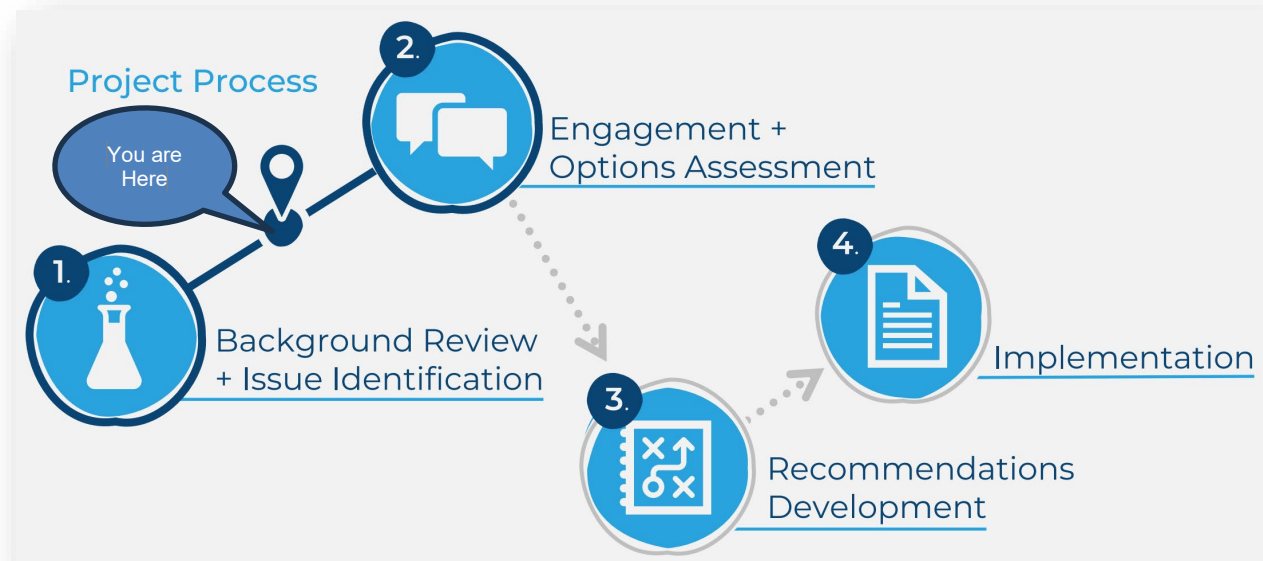 Project Process
You are
Here
1.
Background Review
+ Issue Identification
2.
Engagement +
Options Assessment
3.
Recommendations
Development
4.
Implementation